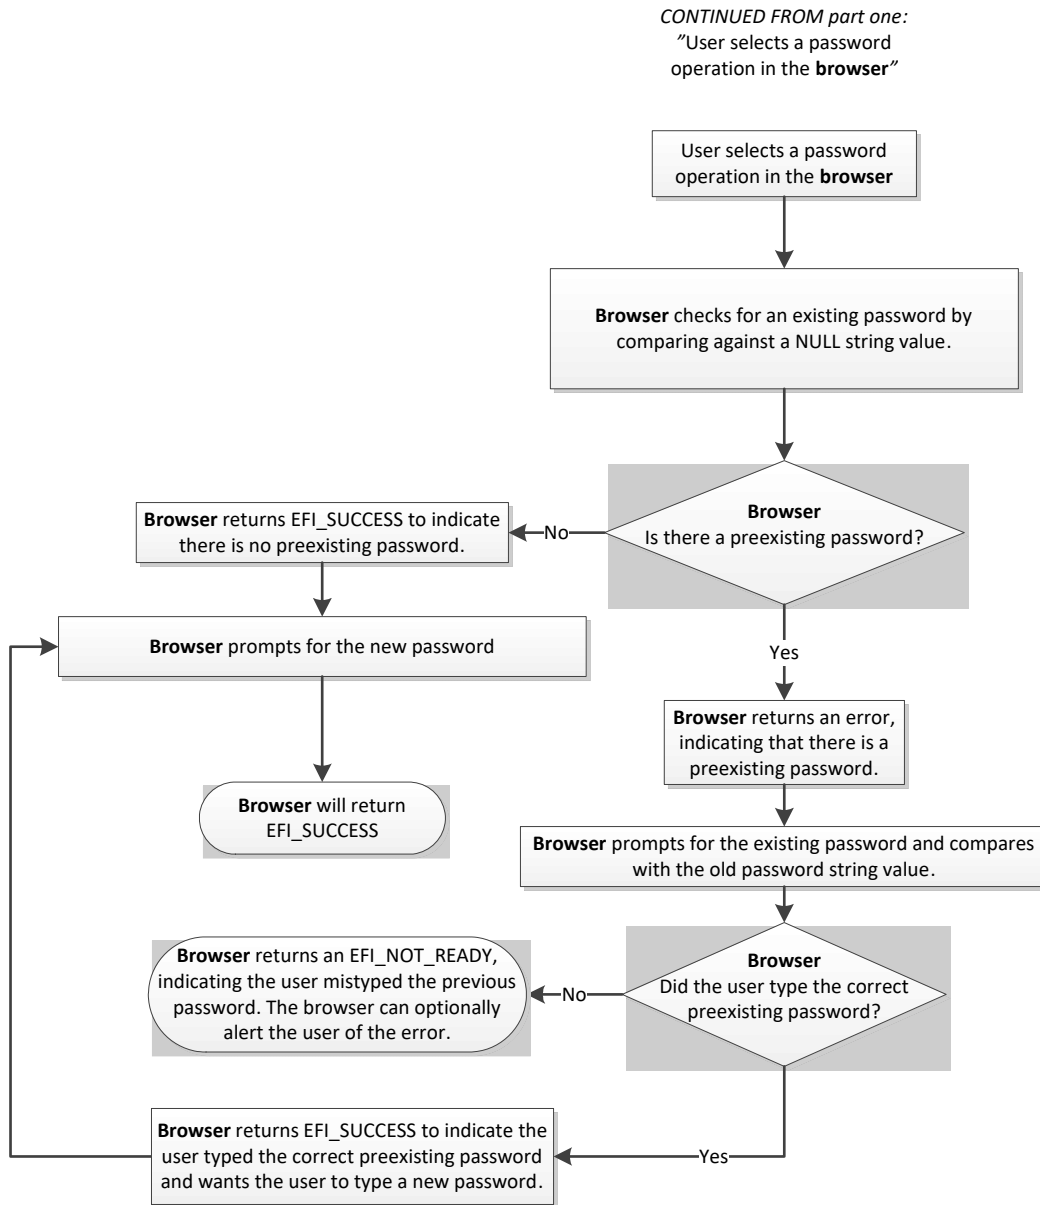 CONTINUED FROM part one:
"User selects a password
operation in the browser"
User selects a password
operation in the browser
Browser checks for an existing password by
comparing against a NULL string value.
Browser
Is there a preexisting password?
No
Browser returns EFI_SUCCESS to indicate
there is no preexisting password.
Browser prompts for the new password
Browser will return
EFI_SUCCESS
Yes
Browser returns an error,
indicating that there is a
preexisting password.
Browser prompts for the existing password and compares
with the old password string value.
Browser
Did the user type the correct
preexisting password?
No
Browser returns an EFI_NOT_READY,
indicating the user mistyped the previous
password. The browser can optionally
alert the user of the error.
Yes
Browser returns EFI_SUCCESS to indicate the
user typed the correct preexisting password
and wants the user to type a new password.